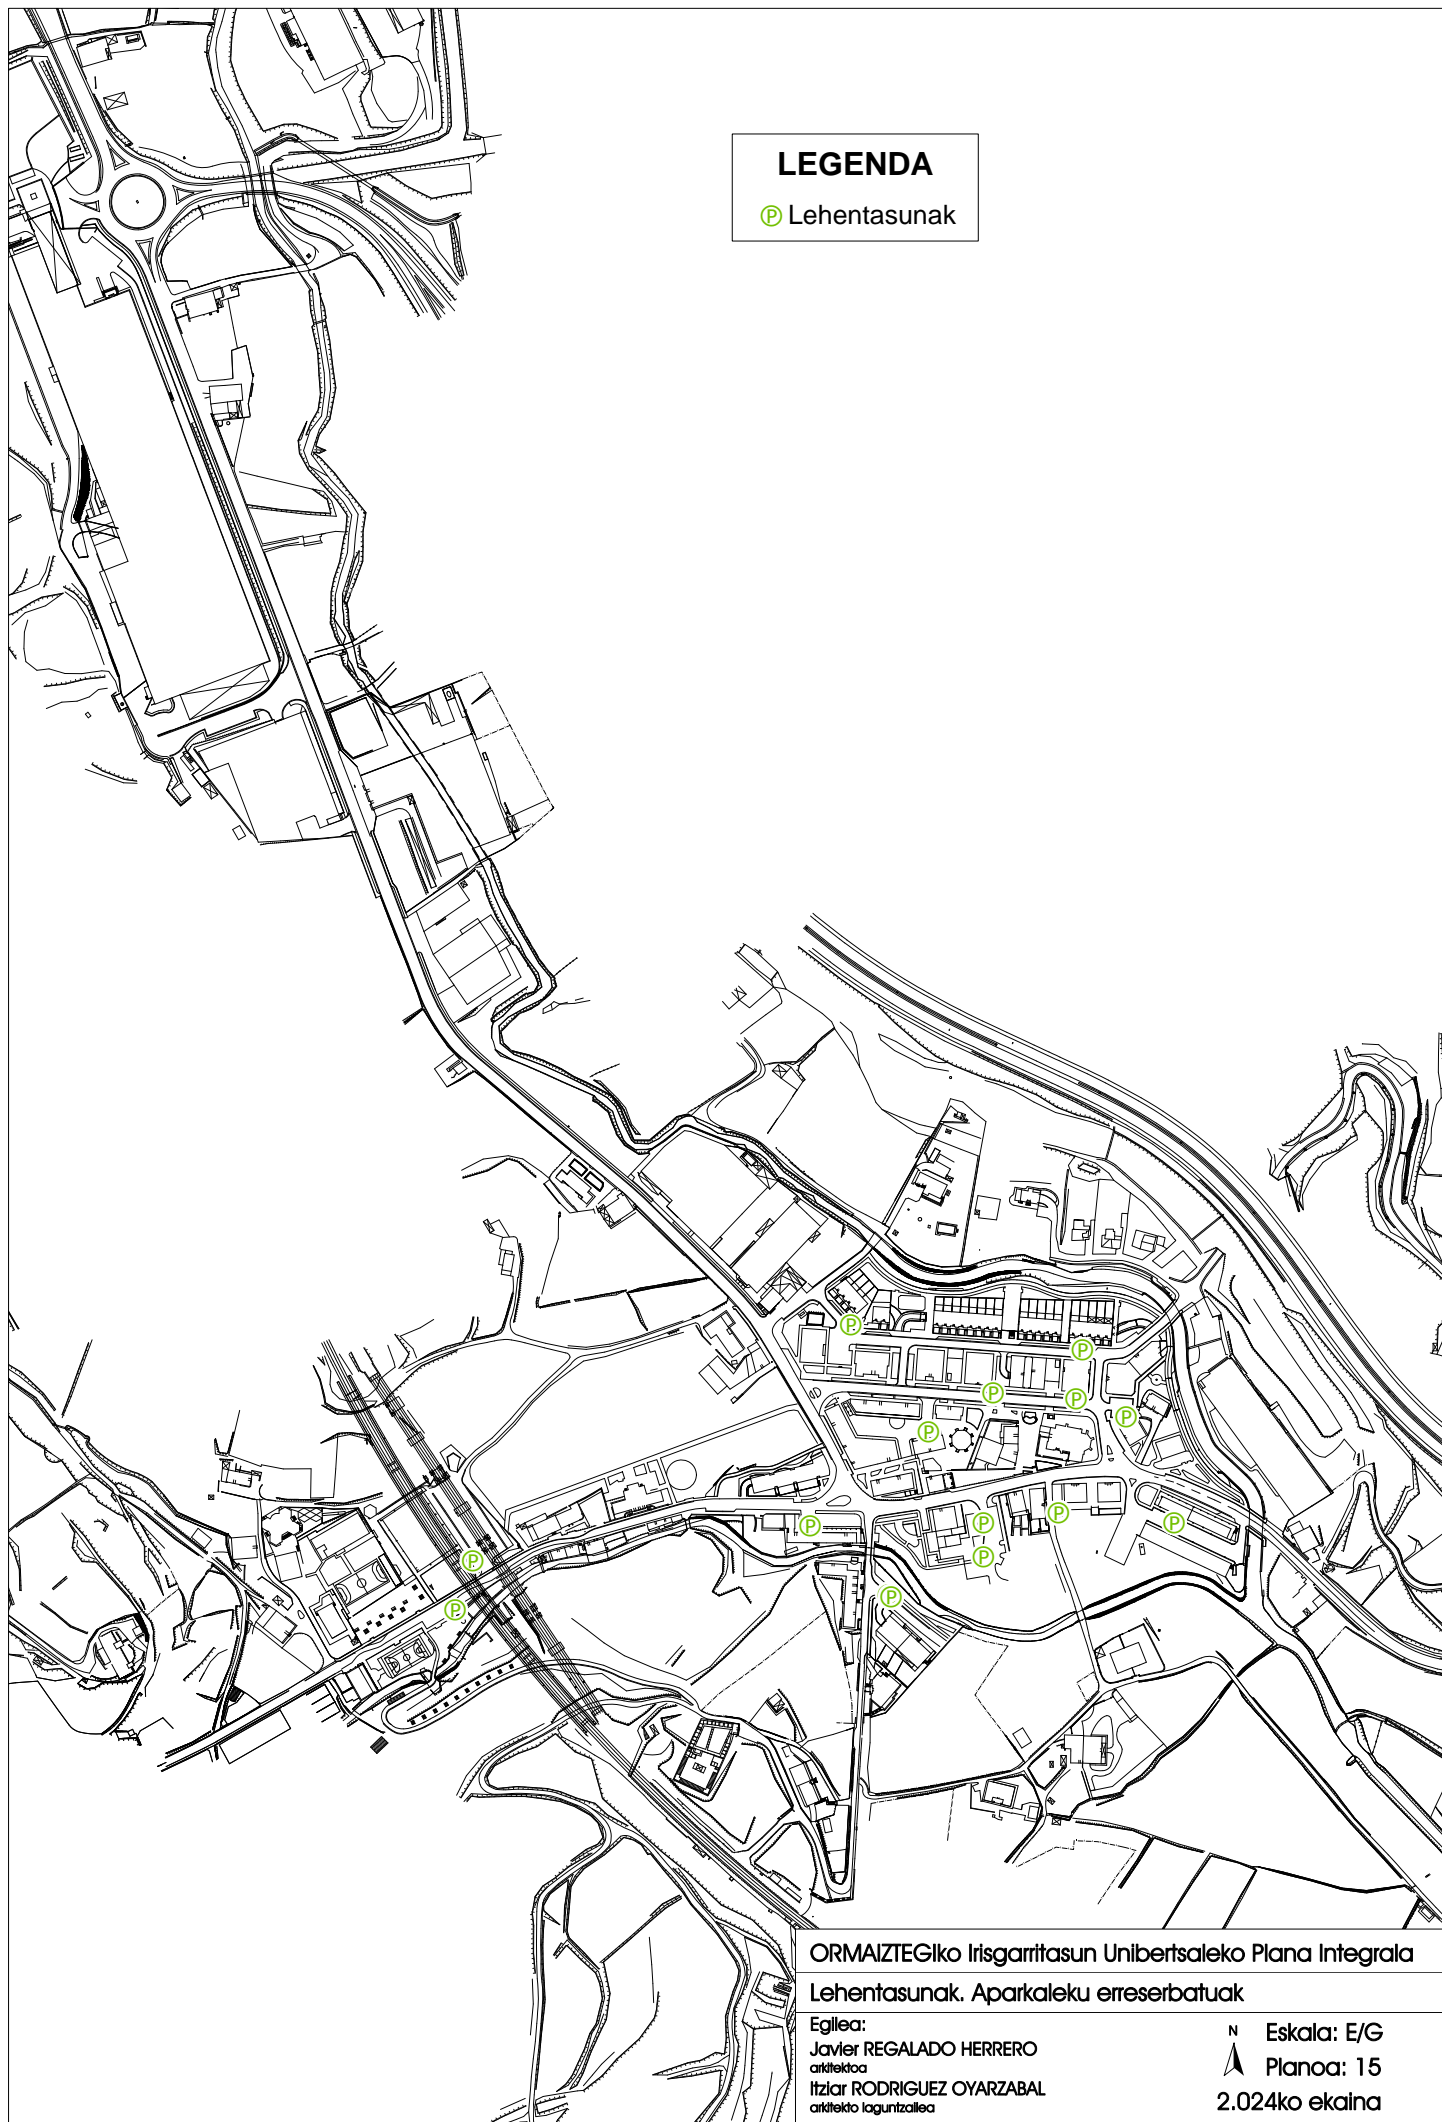 LEGENDA
Ⓟ Lehentasunak
Ⓟ
Ⓟ
Ⓟ
Ⓟ
Ⓟ
Ⓟ
Ⓟ
Ⓟ
Ⓟ
Ⓟ
Ⓟ
Ⓟ
Ⓟ
Ⓟ
ORMAIZTEGIko Irisgarritasun Unibertsaleko Plana Integrala
Lehentasunak. Aparkaleku erreserbatuak
Egilea:
Javier REGALADO HERRERO
arkitektoa
Itziar RODRIGUEZ OYARZABAL
arkitekto laguntzailea
N
Eskala: E/G
Planoa: 15
2.024ko ekaina